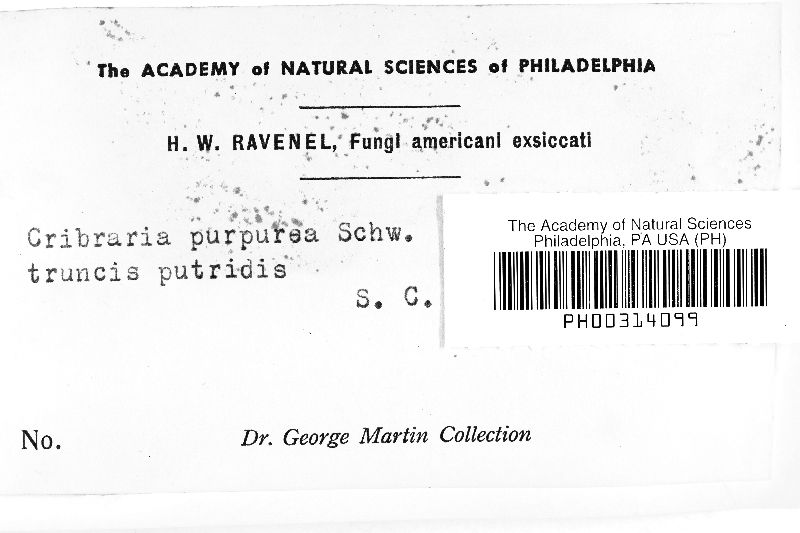 The ACADEMY of NATURAL SCIENCES of PHILADELPHIA
H. W. RAVENEL, Fungi americani exsiccati
Cribraria purpurea Schw.
truncis putridis
S. C.
The Academy of Natural Sciences
Philadelphia, PA USA (PH)
PH00314099
No.
Dr. George Martin Collection